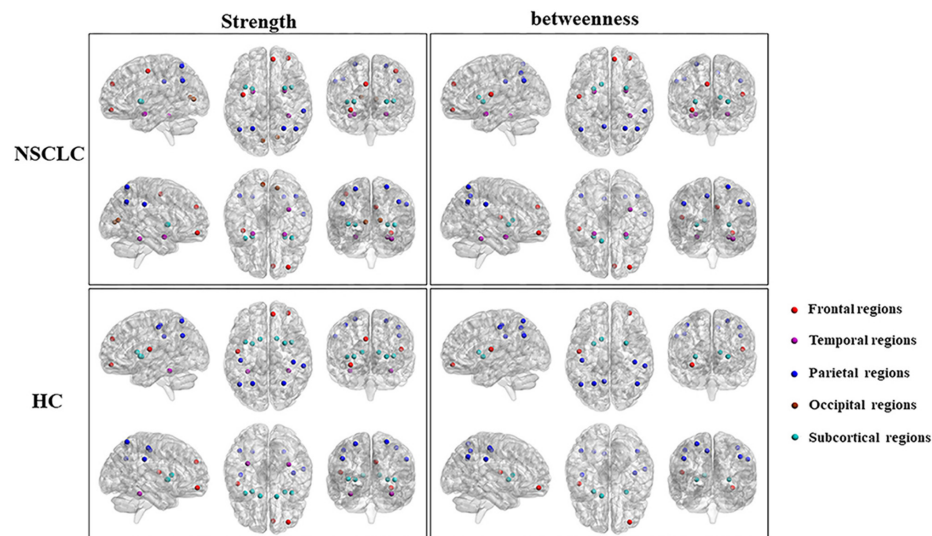 Strength
betweenness
NSCLC
HC
Frontal regions
Temporal regions
Parietal regions
Occipital regions
Subcortical regions